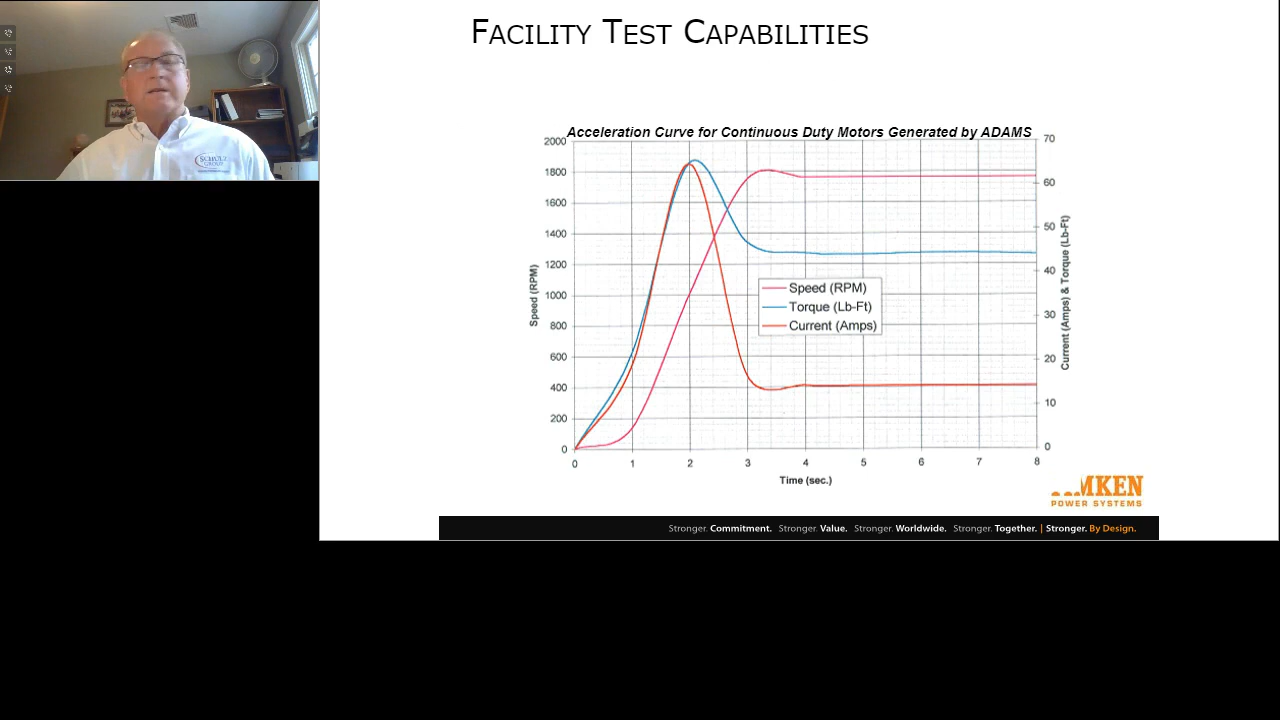 FACILITY TEST CAPABILITIES
Acceleration Curve for Continuous Duty Motors Generated by ADAMS
2000
1800
1600
1400
1200
1000
800
600
400
200
0
Speed (RPM)
70
60
50
40
30
20
10
0
Current (Amps) & Torque (Lb-Ft)
Speed (RPM)
Torque (Lb-Ft)
Current (Amps)
0 1 2 3 4 5 6 7 8
Time (sec.)
POWER SYSTEMS
Stronger. Commitment. Stronger. Value. Stronger. Worldwide. Stronger. Together. | Stronger. By Design.
SCHULZ
GROUP